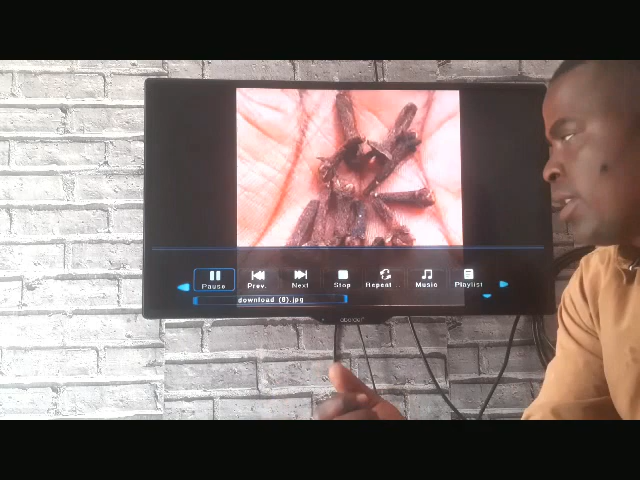 Pause Prev. Next Stop Repeat .. Music Playlist
download (8).jpg